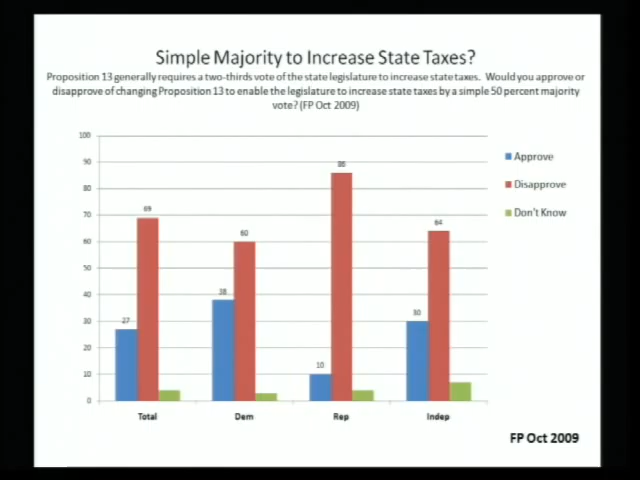 Simple Majority to Increase State Taxes?
Proposition 13 generally requires a two-thirds vote of the state legislature to increase state taxes. Would you approve or
disapprove of changing Proposition 13 to enable the legislature to increase state taxes by a simple 50 percent majority
vote? (FP Oct 2009)
100
90
80
70
60
50
40
30
20
10
0
27
69
38
60
10
86
30
64
Total
Dem
Rep
Indep
Approve
Disapprove
Don't Know
FP Oct 2009